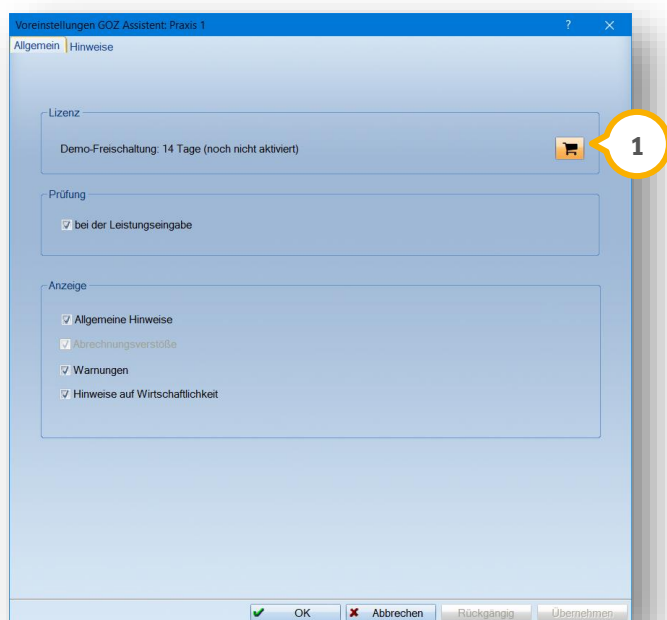 Voreinstellungen GOZ Assistent: Praxis 1
Allgemein Hinweise
Lizenz
Demo-Freischaltung: 14 Tage (noch nicht aktiviert)
1
Prüfung
bei der Leistungseingabe
Anzeige
Allgemeine Hinweise
Abrechnungsverstöße
Warnungen
Hinweise auf Wirtschaftlichkeit
OK Abbrechen Rückgängig Übernehmen